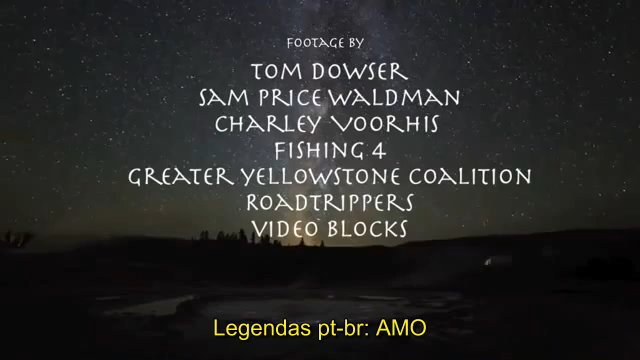 FOOTAGE BY
TOM DOWSER
SAM PRICE WALDMAN
CHARLEY VOORHIS
FISHING 4
GREATER YELLOWSTONE COALITION
ROADTRIPPERS
VIDEO BLOCKS
Legendas pt-br: AMO